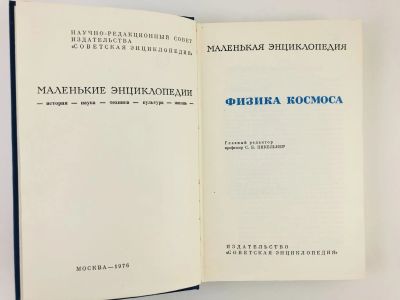 НАУЧНО-РЕДАКЦИОННЫЙ СОВЕТ
ИЗДАТЕЛЬСТВА
«СОВЕТСКАЯ ЭНЦИКЛОПЕДИЯ»
МАЛЕНЬКИЕ ЭНЦИКЛОПЕДИИ
— история — наука — техника — культура — жизнь —
МОСКВА—1976
МАЛЕНЬКАЯ ЭНЦИКЛОПЕДИЯ
ФИЗИКА КОСМОСА
Главный редактор
профессор С. Б. ПИКЕЛЬНЕР
ИЗДАТЕЛЬСТВО
«СОВЕТСКАЯ ЭНЦИКЛОПЕДИЯ»